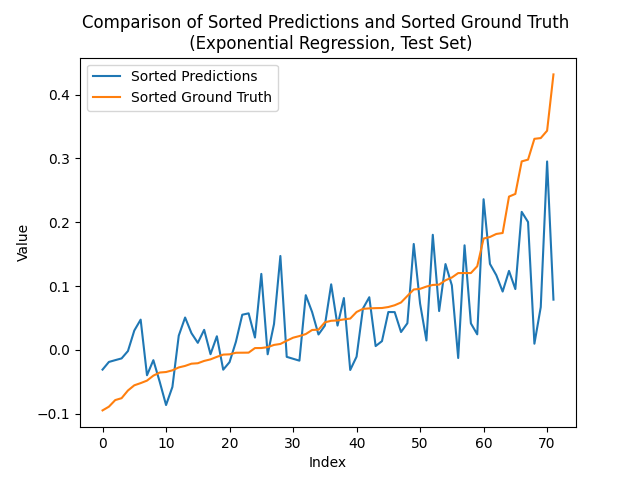 Comparison of Sorted Predictions and Sorted Ground Truth
(Exponential Regression, Test Set)
Sorted Predictions
Sorted Ground Truth
Value
0.4
0.3
0.2
0.1
0.0
−0.1
0
10
20
30
40
50
60
70
Index